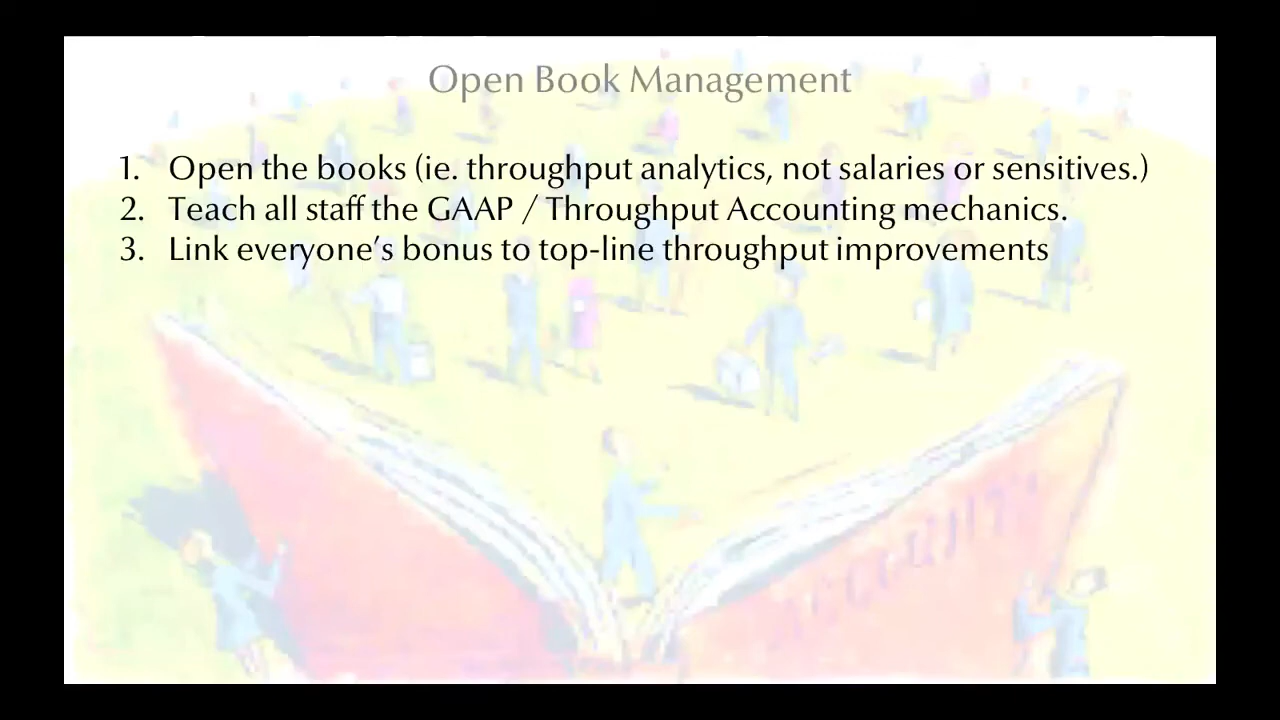 Open Book Management
1. Open the books (ie. throughput analytics, not salaries or sensitives.)
2. Teach all staff the GAAP / Throughput Accounting mechanics.
3. Link everyone’s bonus to top-line throughput improvements